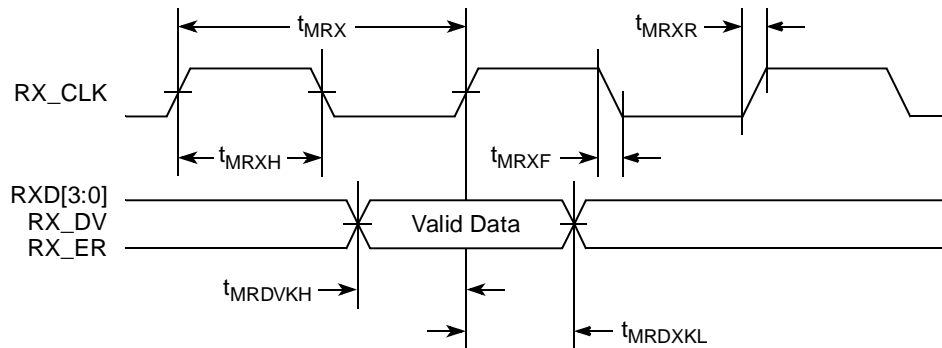 tMRX
tMRXR
RX_CLK
tMRXH
tMRXF
RXD[3:0]
RX_DV
Valid Data
RX_ER
tMRDVKH
tMRDXKL